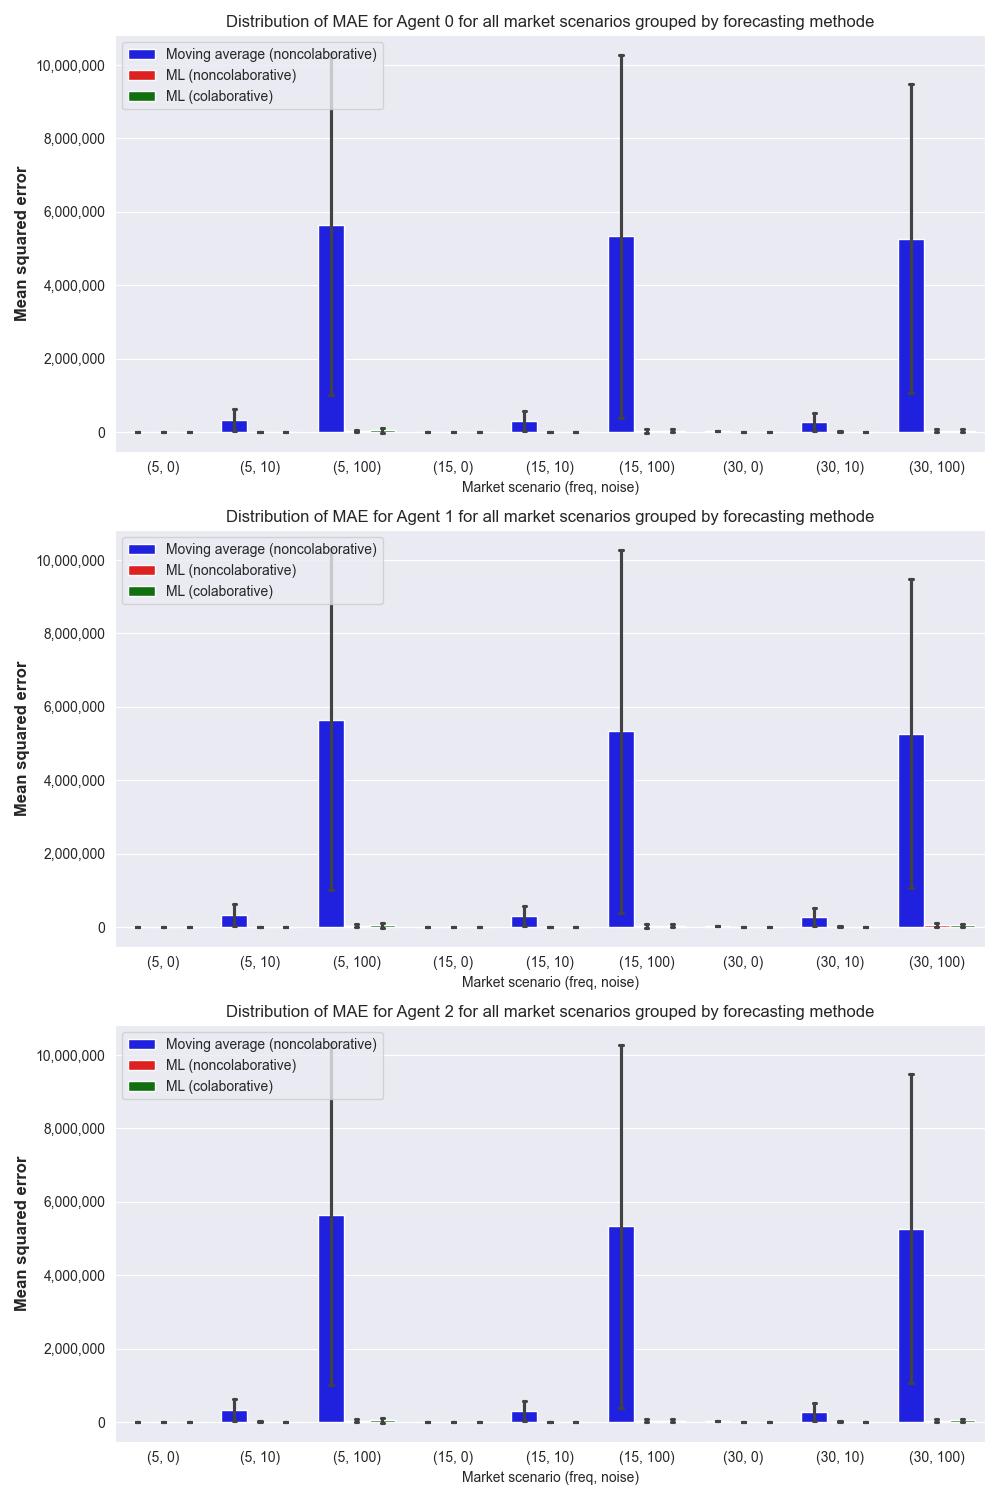 Distribution of MAE for Agent 0 for all market scenarios grouped by forecasting methode
Moving average (noncolaborative)
ML (noncolaborative)
ML (colaborative)
Mean squared error
10,000,000
8,000,000
6,000,000
4,000,000
2,000,000
0
(5, 0) (5, 10) (5, 100) (15, 0) (15, 10) (15, 100) (30, 0) (30, 10) (30, 100)
Market scenario (freq, noise)
Distribution of MAE for Agent 1 for all market scenarios grouped by forecasting methode
Moving average (noncolaborative)
ML (noncolaborative)
ML (colaborative)
Mean squared error
10,000,000
8,000,000
6,000,000
4,000,000
2,000,000
0
(5, 0) (5, 10) (5, 100) (15, 0) (15, 10) (15, 100) (30, 0) (30, 10) (30, 100)
Market scenario (freq, noise)
Distribution of MAE for Agent 2 for all market scenarios grouped by forecasting methode
Moving average (noncolaborative)
ML (noncolaborative)
ML (colaborative)
Mean squared error
10,000,000
8,000,000
6,000,000
4,000,000
2,000,000
0
(5, 0) (5, 10) (5, 100) (15, 0) (15, 10) (15, 100) (30, 0) (30, 10) (30, 100)
Market scenario (freq, noise)